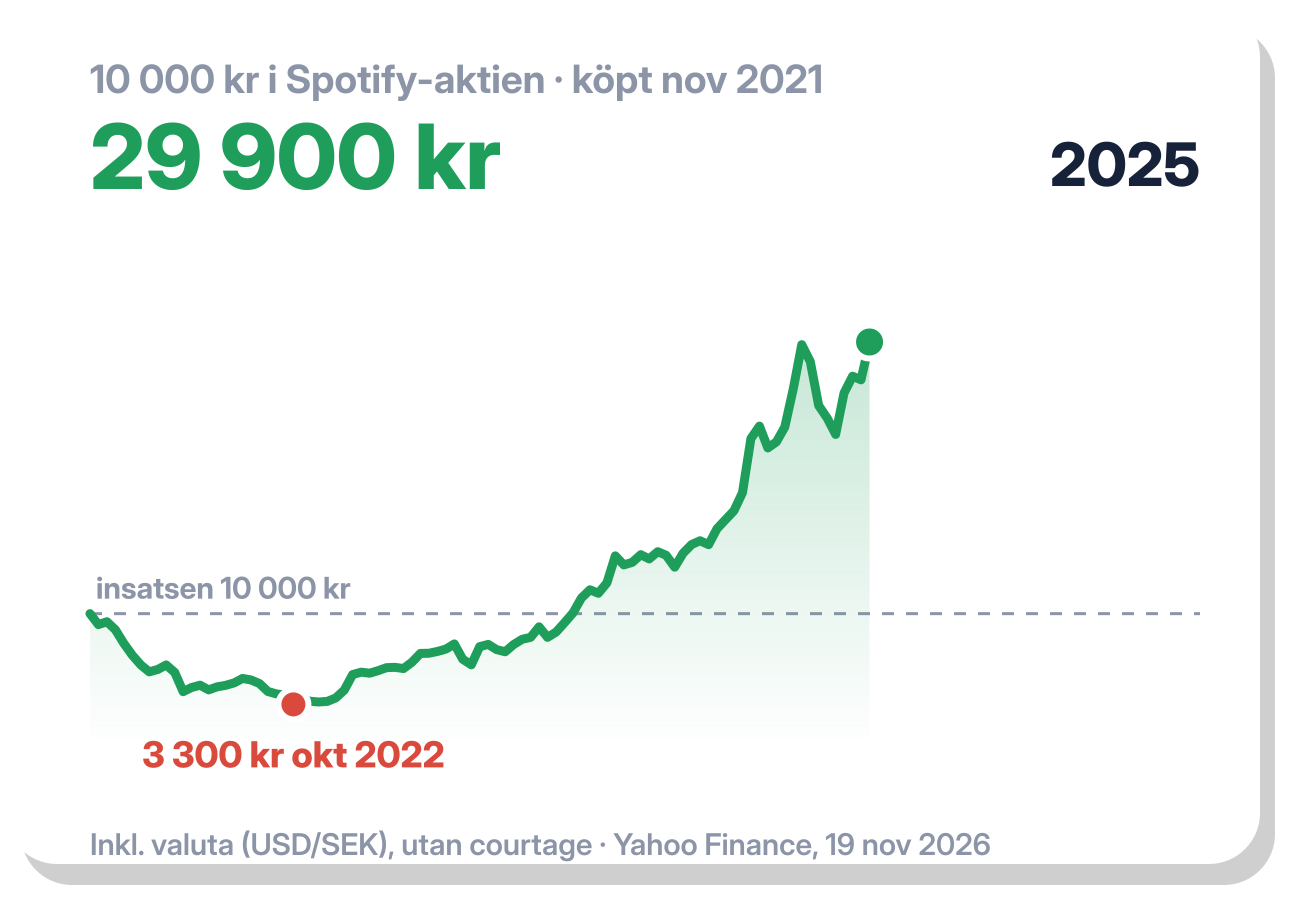 10 000 kr i Spotify-aktien · köpt nov 2021
29 900 kr
2025
insatsen 10 000 kr
3 300 kr okt 2022
Inkl. valuta (USD/SEK), utan courtage · Yahoo Finance, 19 nov 2026